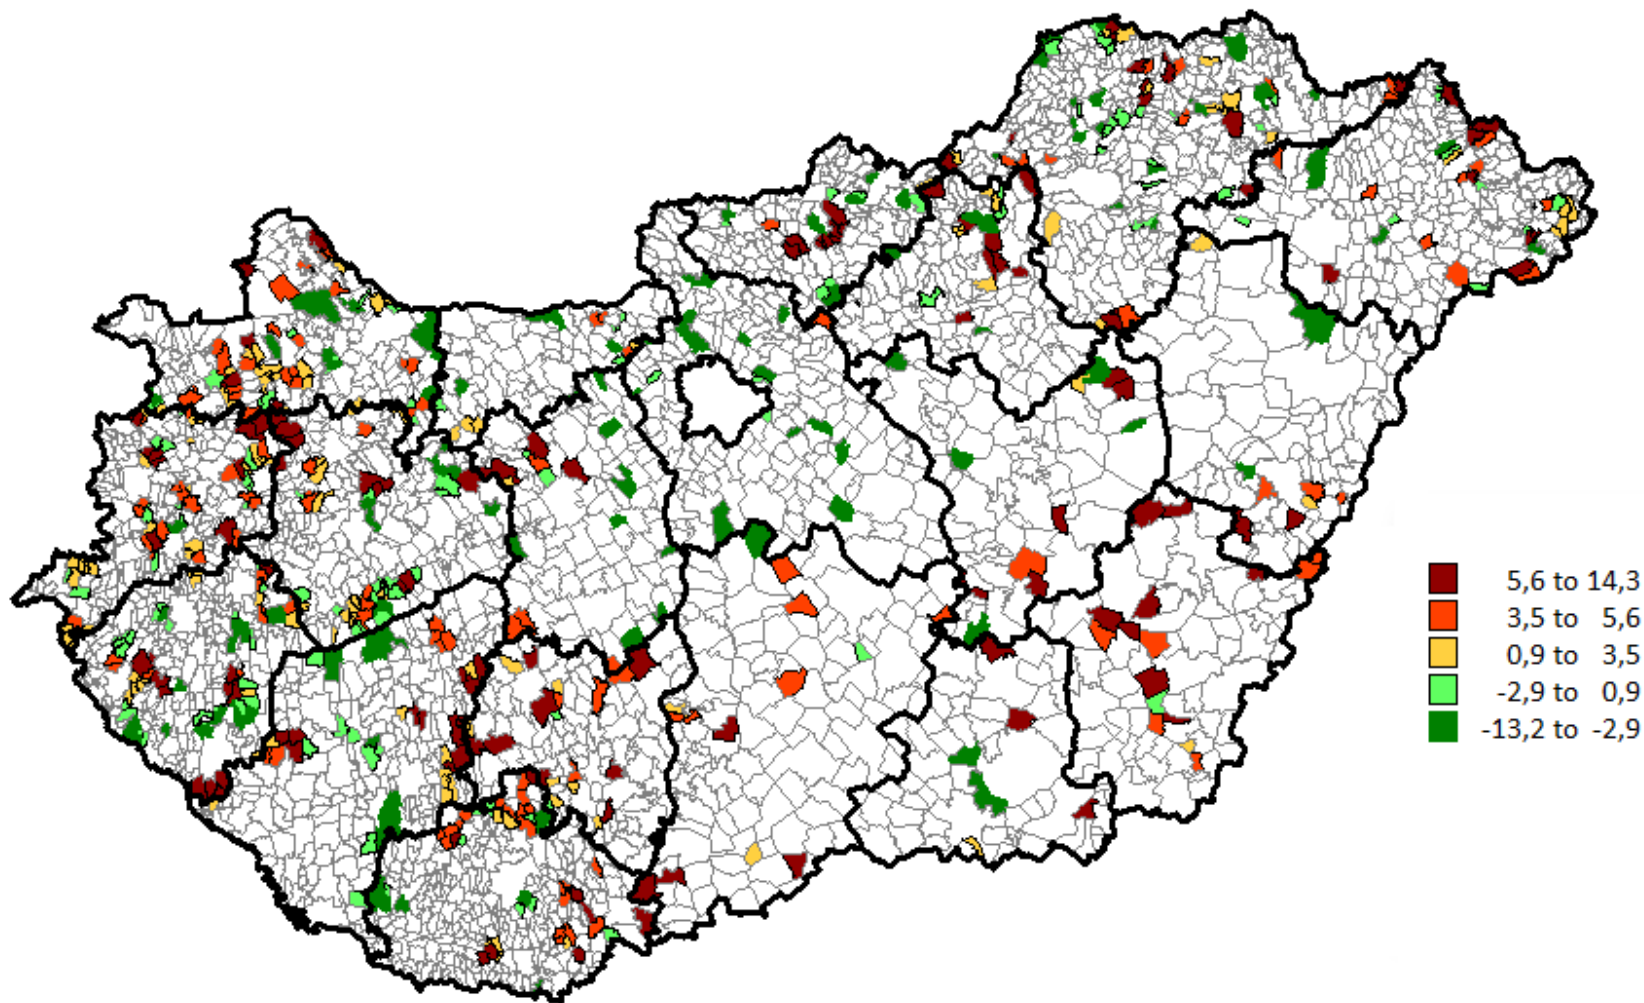 5,6 to 14,3
3,5 to 5,6
0,9 to 3,5
-2,9 to 0,9
-13,2 to -2,9